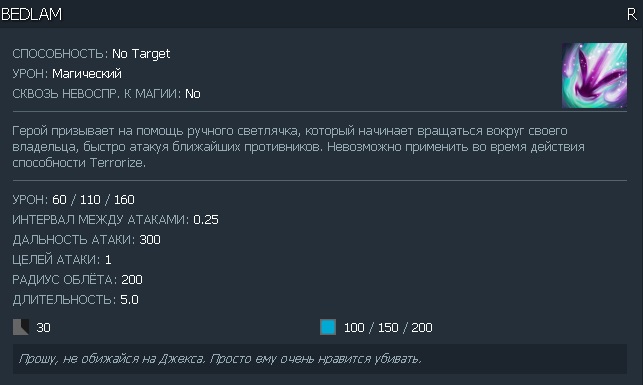 BEDLAM R
СПОСОБНОСТЬ: No Target
УРОН: Магический
СКВОЗЬ НЕВОСПР. К МАГИИ: No
Герой призывает на помощь ручного светлячка, который начинает вращаться вокруг своего
владельца, быстро атакуя ближайших противников. Невозможно применить во время действия
способности Terrorize.
УРОН: 60 / 110 / 160
ИНТЕРВАЛ МЕЖДУ АТАКАМИ: 0.25
ДАЛЬНОСТЬ АТАКИ: 300
ЦЕЛЕЙ АТАКИ: 1
РАДИУС ОБЛЁТА: 200
ДЛИТЕЛЬНОСТЬ: 5.0
30 100 / 150 / 200
Прошу, не обижайся на Джекса. Просто ему очень нравится убивать.